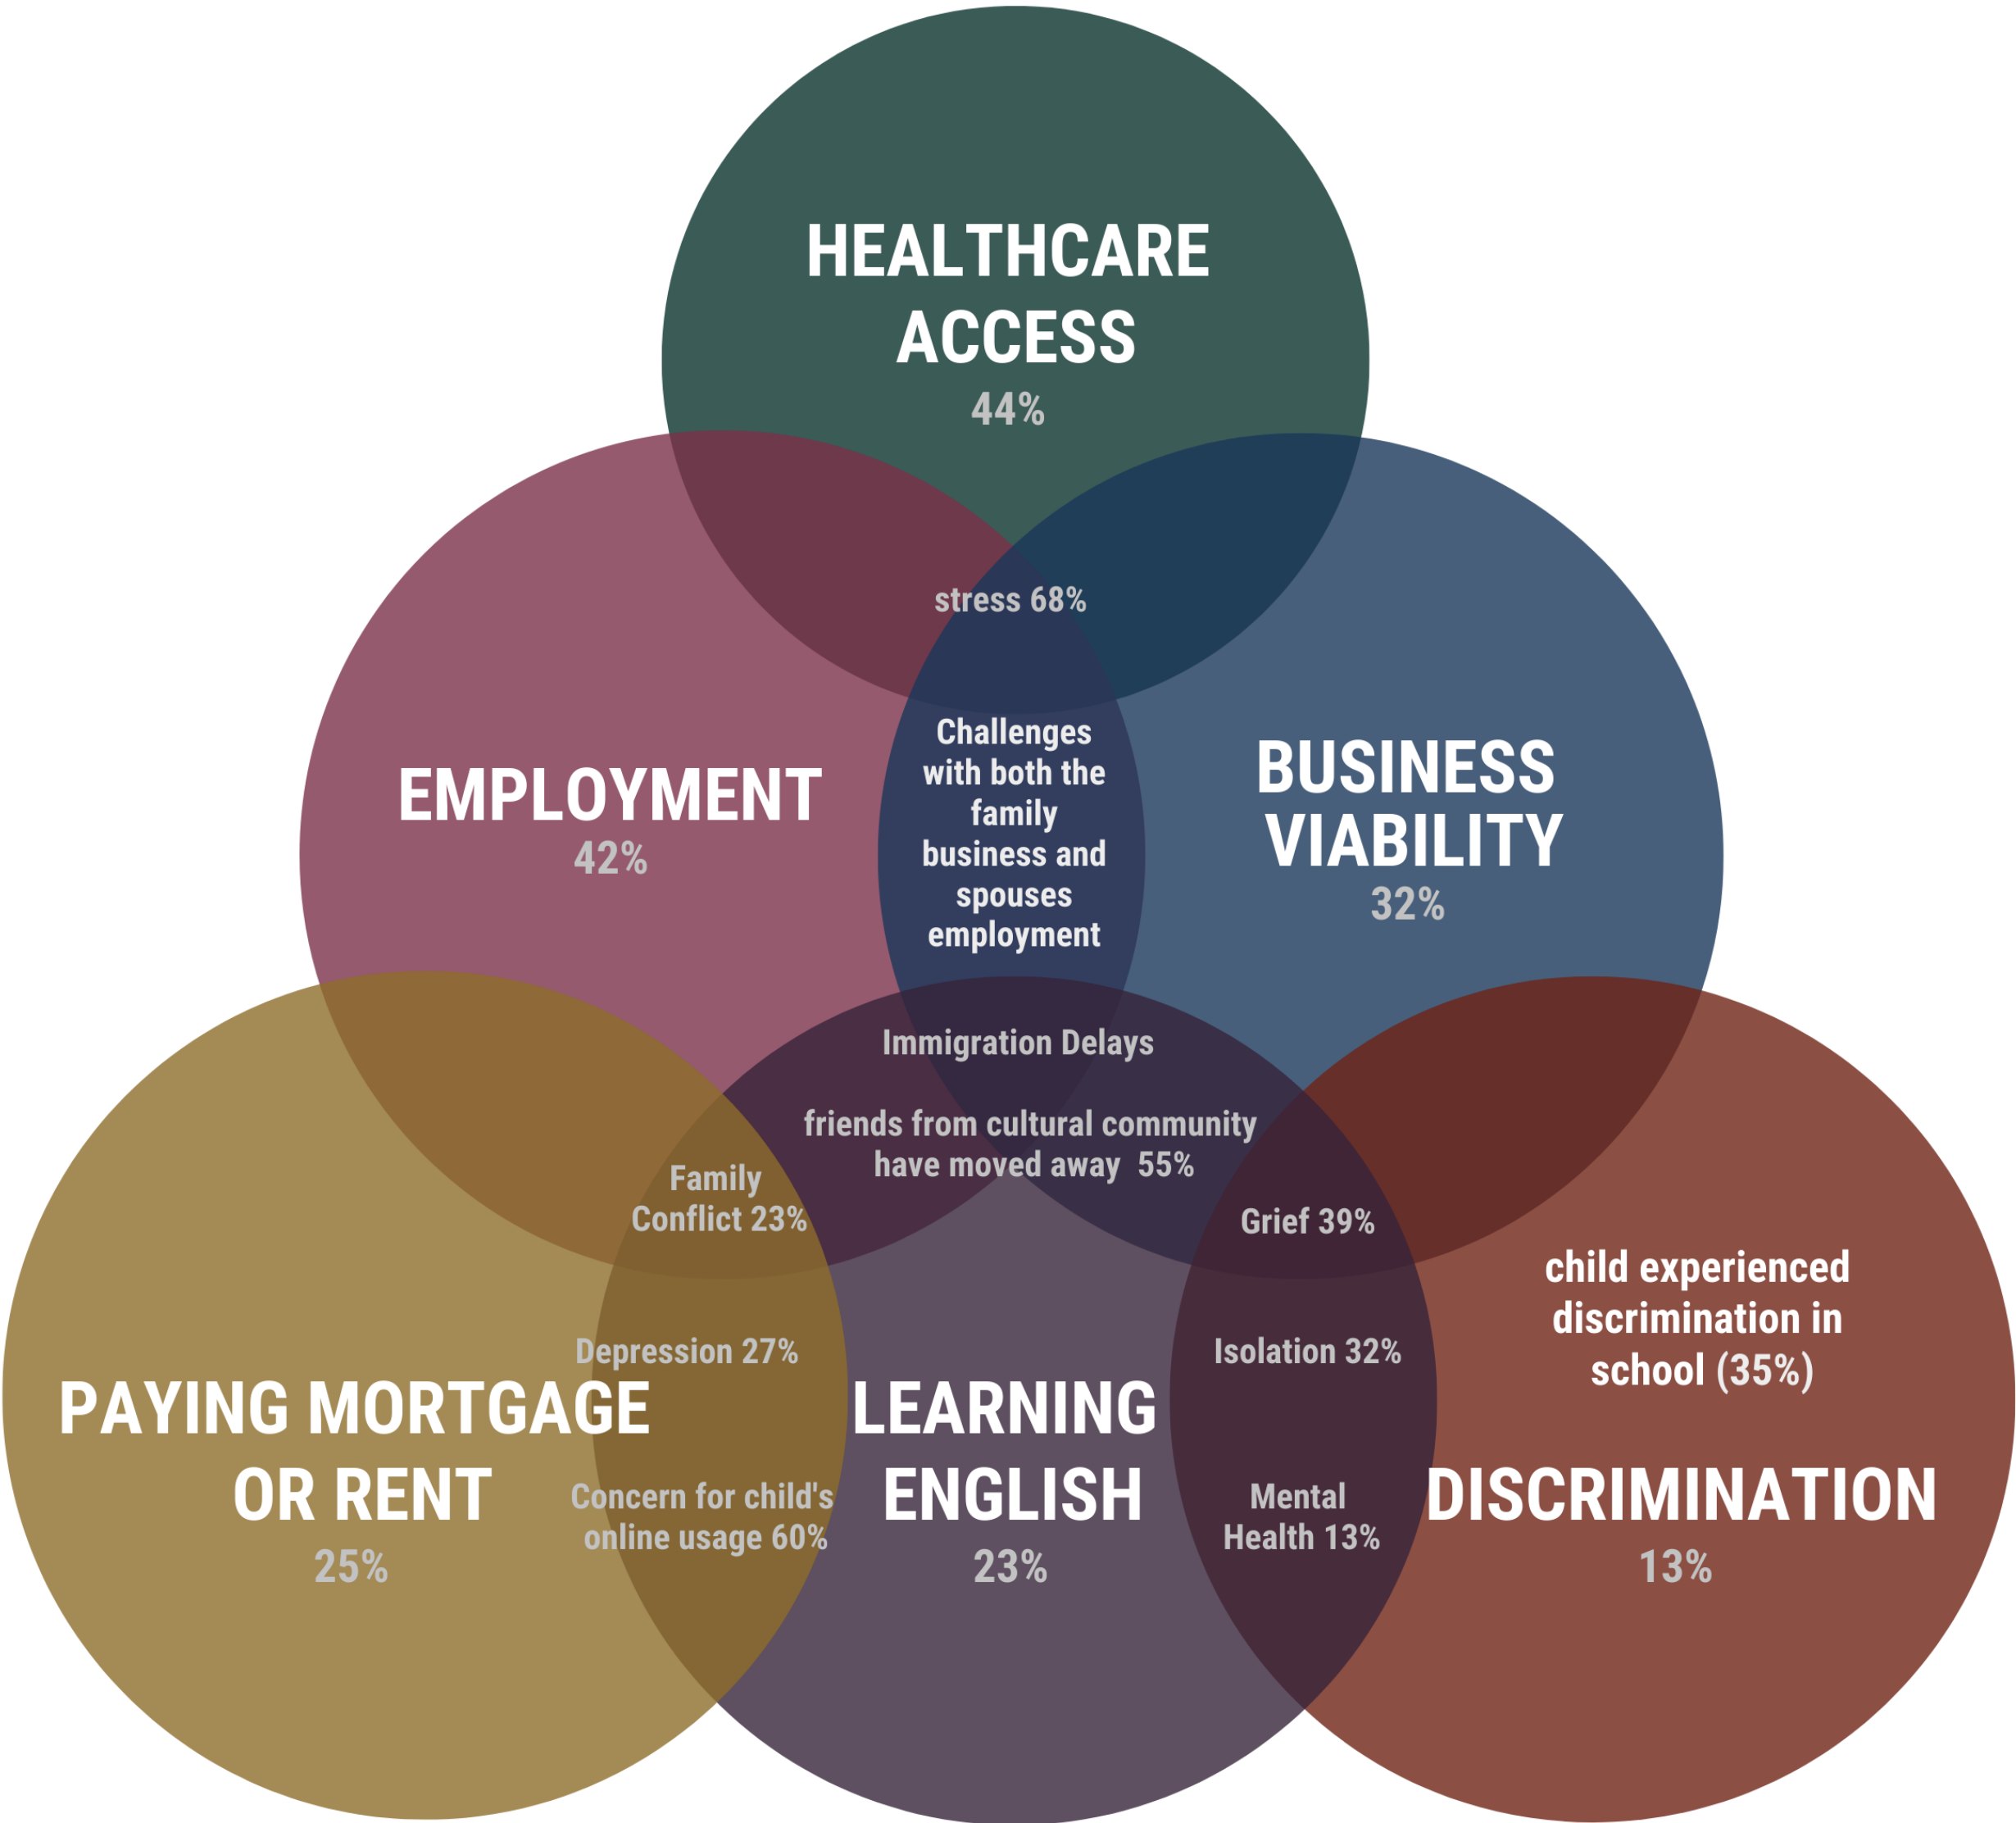 HEALTHCARE
ACCESS
44%
stress 68%
EMPLOYMENT
42%
Challenges
with both the
family
business and
spouses
employment
BUSINESS
VIABILITY
32%
Immigration Delays
friends from cultural community
have moved away 55%
Family
Conflict 23%
Grief 39%
child experienced
discrimination in
school (35%)
Depression 27%
Isolation 32%
PAYING MORTGAGE
OR RENT
25%
Concern for child's
online usage 60%
LEARNING
ENGLISH
23%
Mental
Health 13%
DISCRIMINATION
13%